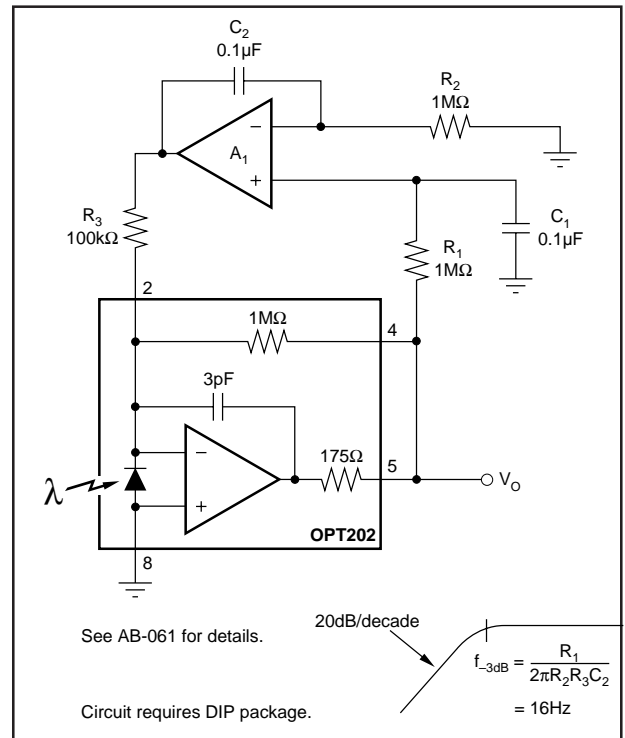 C2
0.1µF
R2
1MΩ
−
A1
+
R3
100kΩ
C1
0.1µF
R1
1MΩ
2
1MΩ
4
3pF
−
175Ω
5
VO
λ
+
OPT202
8
See AB-061 for details.
20dB/decade
f–3dB = R1 / 2πR2R3C2
= 16Hz
Circuit requires DIP package.